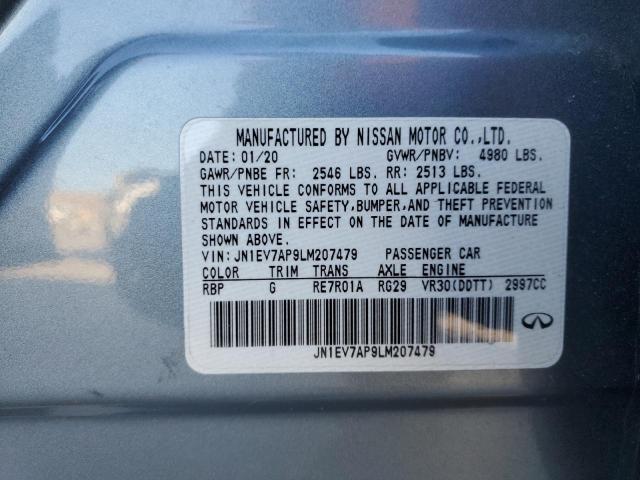 MANUFACTURED BY NISSAN MOTOR CO.,LTD.
DATE: 01/20 GVWR/PNBV: 4980 LBS.
GAWR/PNBE FR: 2546 LBS. RR: 2513 LBS.
THIS VEHICLE CONFORMS TO ALL APPLICABLE FEDERAL
MOTOR VEHICLE SAFETY,BUMPER,AND THEFT PREVENTION
STANDARDS IN EFFECT ON THE DATE OF MANUFACTURE
SHOWN ABOVE.
VIN: JN1EV7AP9LM207479 PASSENGER CAR
COLOR TRIM TRANS AXLE ENGINE
RBP G RE7R01A RG29 VR30(DDTT) 2997CC
JN1EV7AP9LM207479